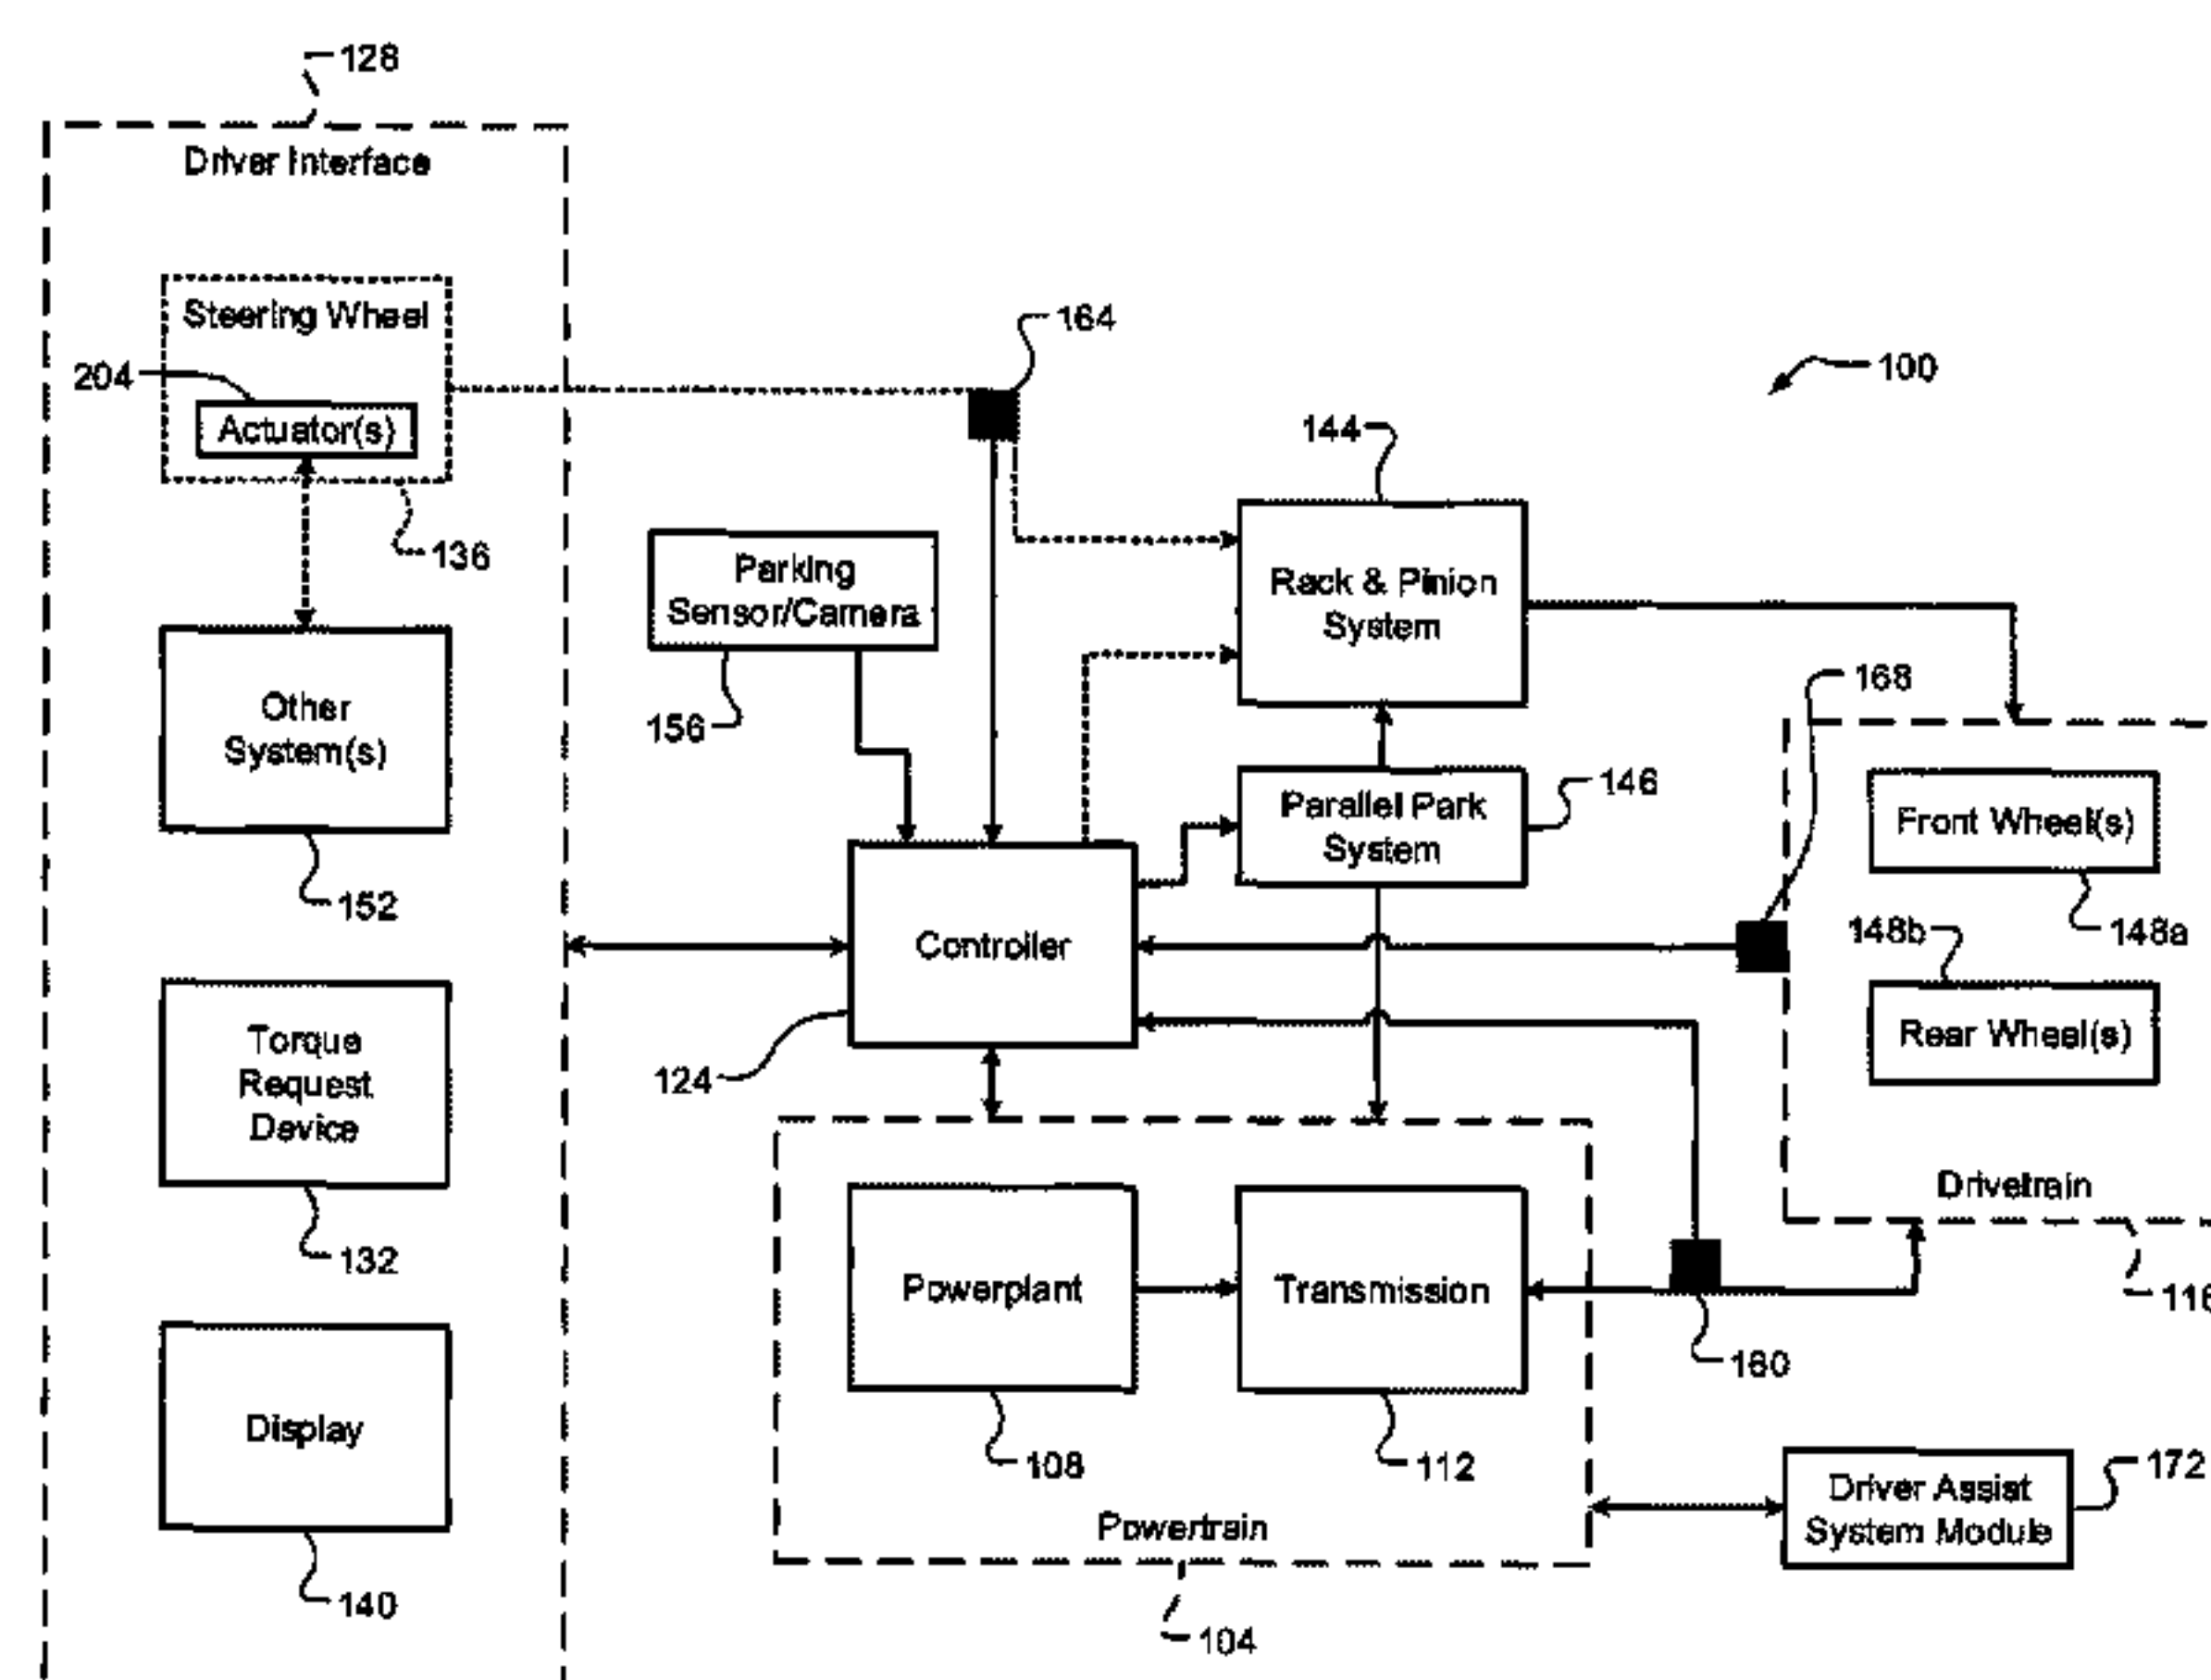 128
Driver Interface
Steering Wheel
204
Actuator(s)
136
Other
System(s)
152
Torque
Request
Device
132
Display
140
164
100
144
Parking
Sensor/Camera
156
Rack & Pinion
System
168
Parallel Park
System
146
Front Wheel(s)
148a
148b
Rear Wheel(s)
Controller
124
Drivetrain
Powerplant
Transmission
160
108
112
Powertrain
104
Driver Assist
System Module
172